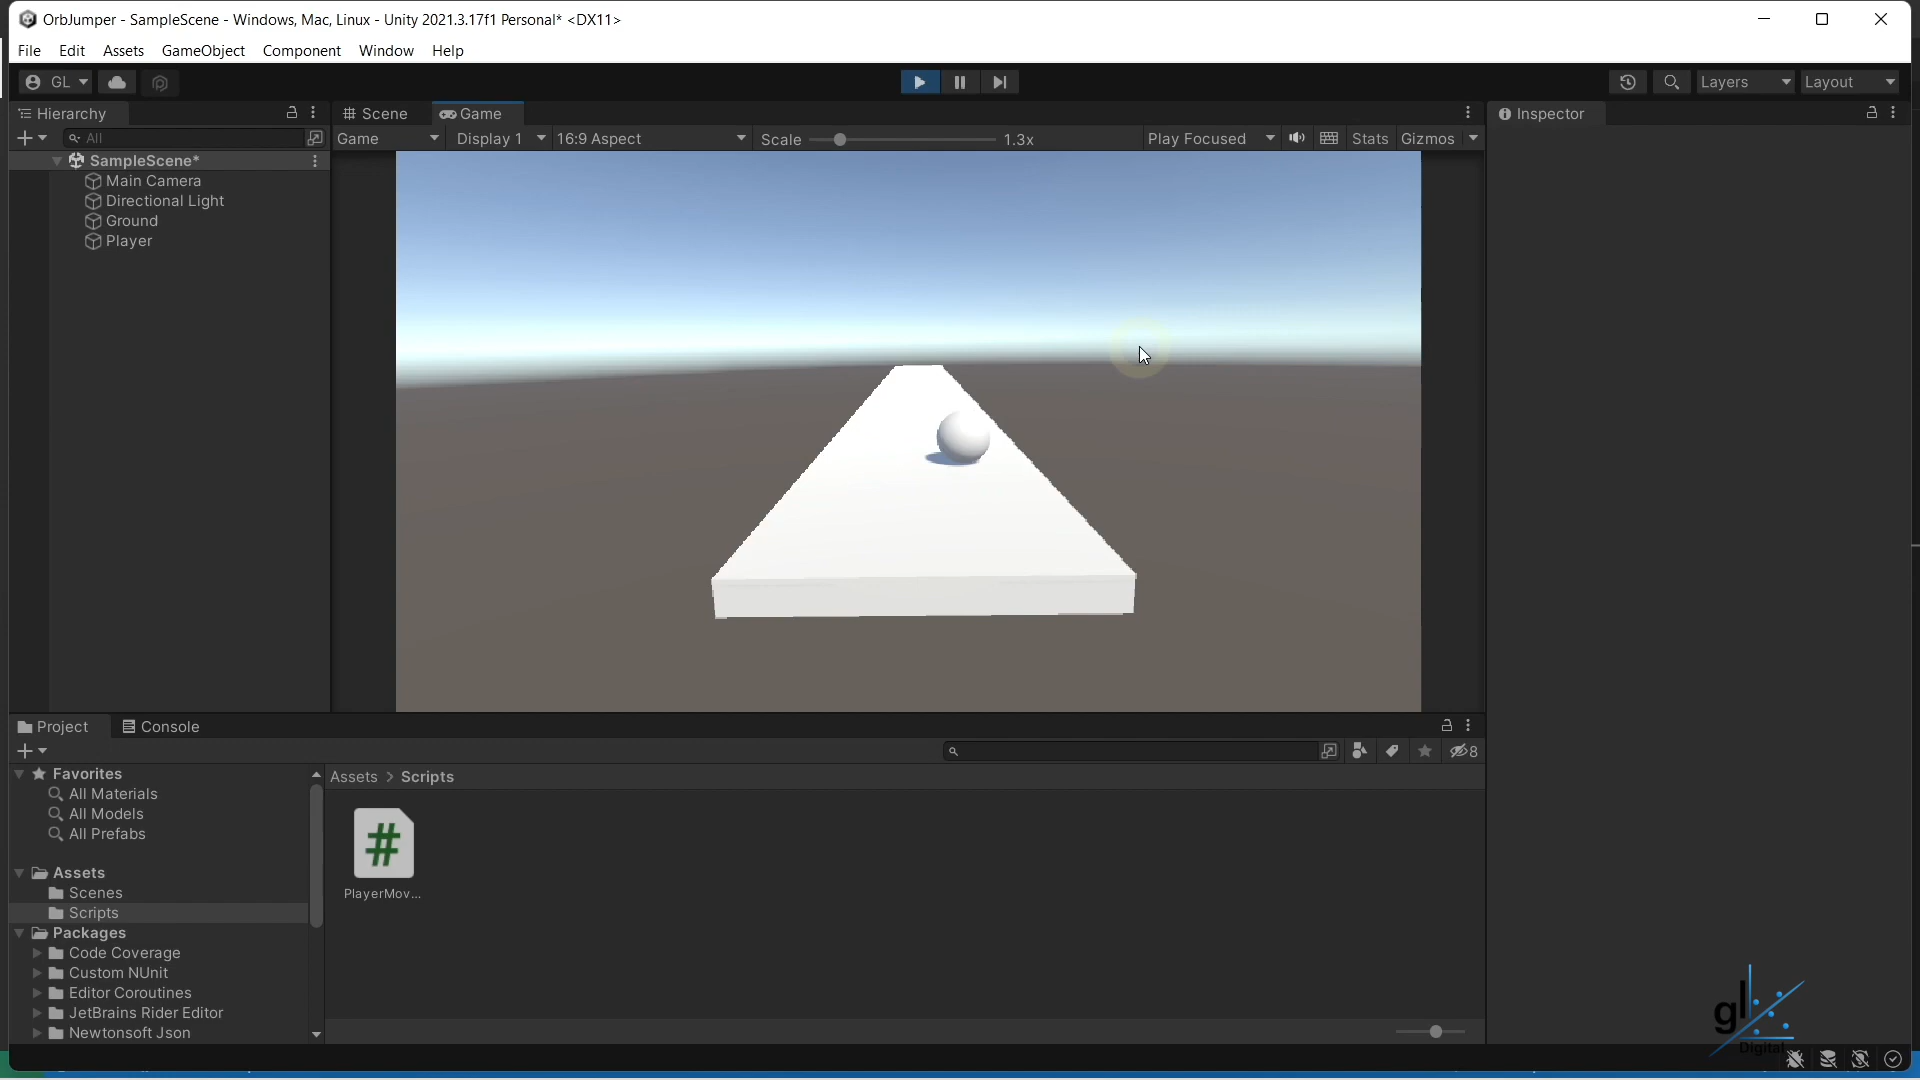 OrbJumper - SampleScene - Windows, Mac, Linux - Unity 2021.3.17f1 Personal* <DX11>
File Edit Assets GameObject Component Window Help
GL Layers Layout
Hierarchy Scene Game Inspector
All Game Display 1 16:9 Aspect Scale 1.3x Play Focused Stats Gizmos
SampleScene*
Main Camera
Directional Light
Ground
Player
Project Console
8
Favorites Assets > Scripts
All Materials
All Models
All Prefabs
Assets
Scenes
Scripts
PlayerMov...
Packages
Code Coverage
Custom NUnit
Editor Coroutines
JetBrains Rider Editor
Newtonsoft Json
gl
Digital